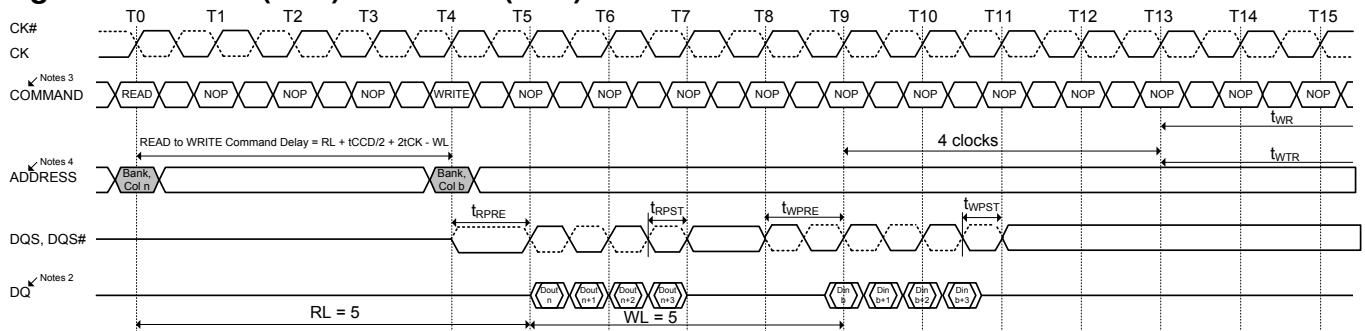 T0 T1 T2 T3 T4 T5 T6 T7 T8 T9 T10 T11 T12 T13 T14 T15
CK#
CK
Notes 3
COMMAND READ NOP NOP NOP WRITE NOP NOP NOP NOP NOP NOP NOP NOP NOP NOP NOP
tWR
READ to WRITE Command Delay = RL + tCCD/2 + 2tCK - WL
4 clocks
tWTR
Notes 4
ADDRESS
Bank, Col n
Bank, Col b
tRPRE tRPST tWPRE tWPST
DQS, DQS#
Notes 2
DQ
Dout n
Dout n+1
Dout n+2
Dout n+3
Din b
Din b+1
Din b+2
Din b+3
RL = 5 WL = 5